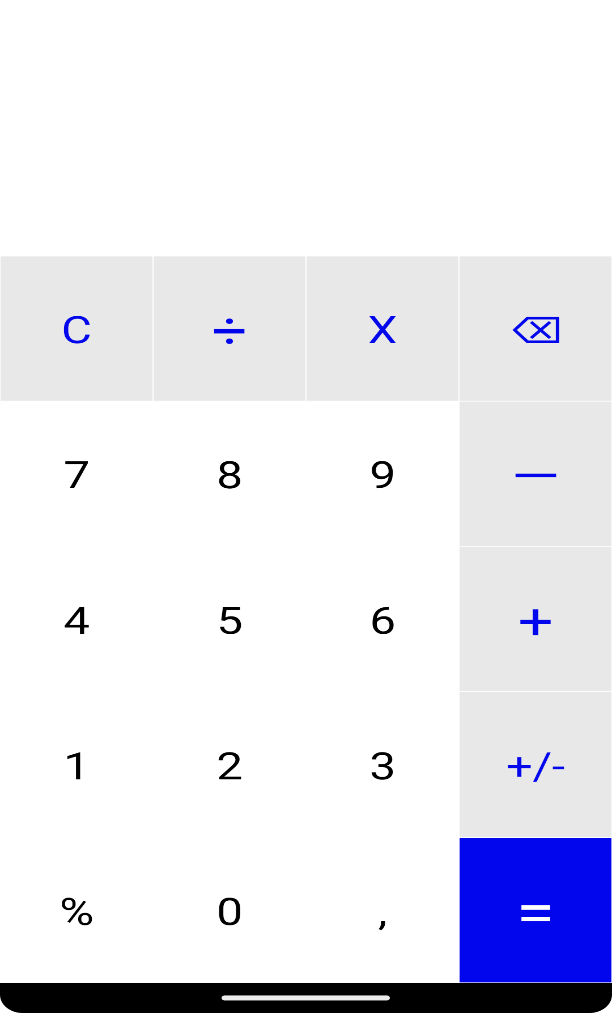 C ÷ X ⌫
7 8 9 —
4 5 6 +
1 2 3 +/-
% 0 , =